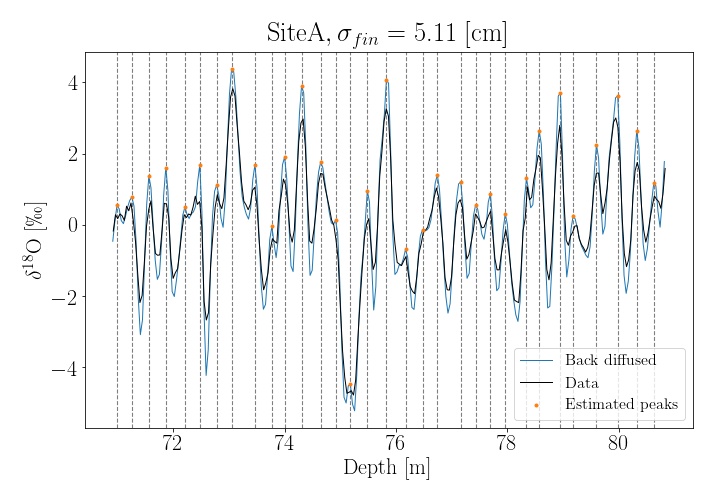 SiteA, σ_fin = 5.11 [cm]
4
2
0
−2
−4
δ¹⁸O [‰]
Back diffused
Data
Estimated peaks
72 74 76 78 80
Depth [m]